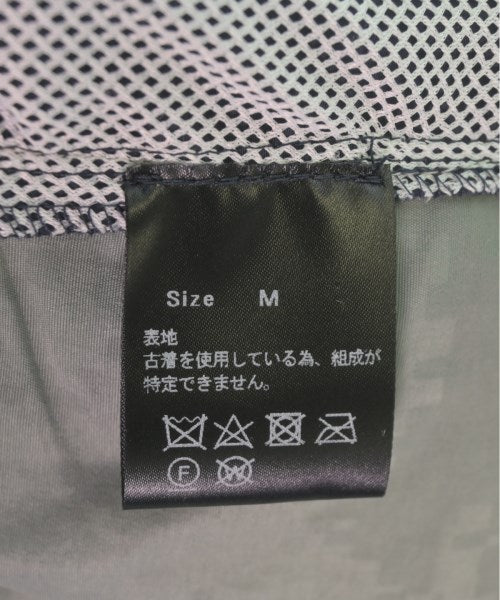 Size M
表地
古着を使用している為、組成が
特定できません。
F
W